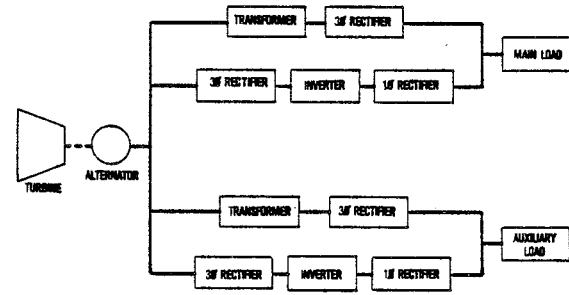 TRANSFORMER
3Ø RECTIFIER
MAIN LOAD
3Ø RECTIFIER
INVERTER
1Ø RECTIFIER
TURBINE
ALTERNATOR
TRANSFORMER
3Ø RECTIFIER
AUXILIARY
LOAD
3Ø RECTIFIER
INVERTER
1Ø RECTIFIER